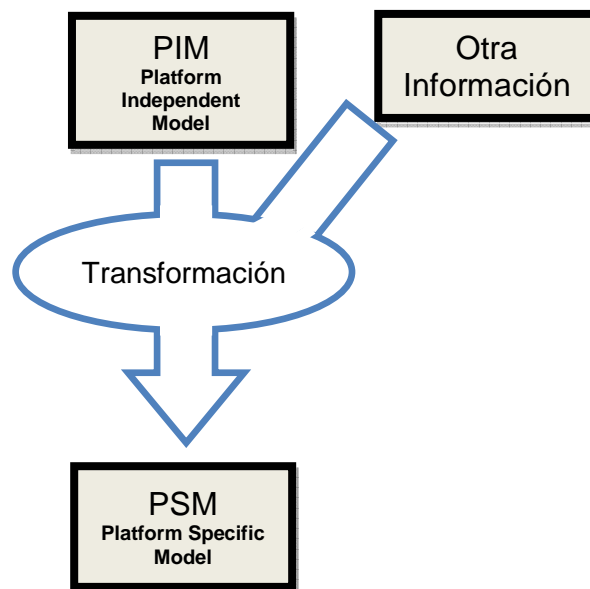 PIM
Platform
Independent
Model
Otra
Información
Transformación
PSM
Platform Specific
Model